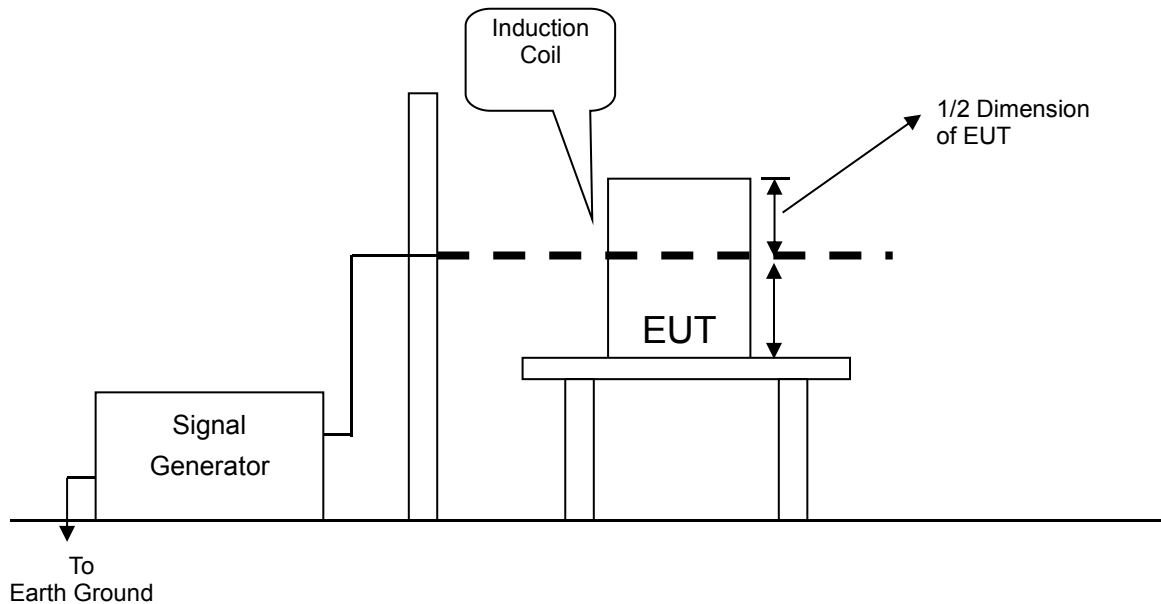 Induction
Coil
1/2 Dimension
of EUT
EUT
Signal
Generator
To
Earth Ground